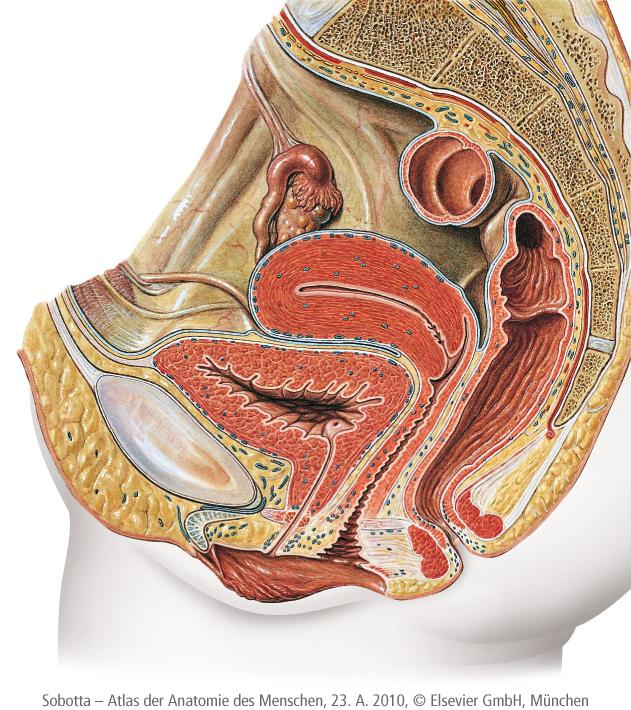 Sobotta – Atlas der Anatomie des Menschen, 23. A. 2010, © Elsevier GmbH, München